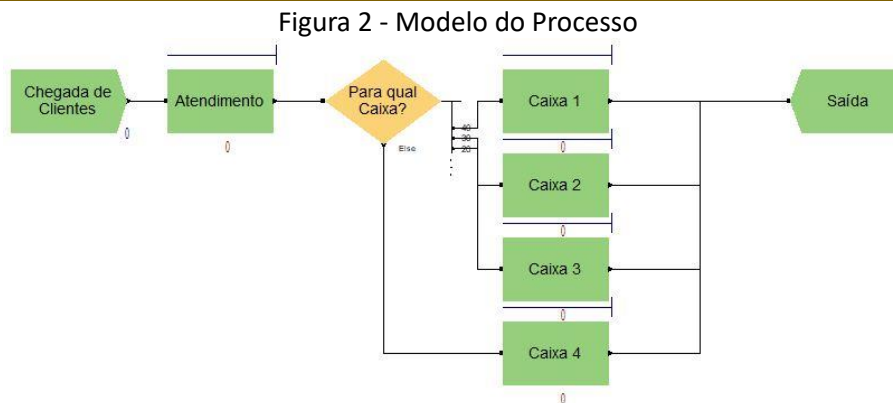 Figura 2 - Modelo do Processo
Chegada de
Clientes
0
Atendimento
0
Para qual
Caixa?
40
30
20
Else
Caixa 1
0
Caixa 2
0
Caixa 3
0
Caixa 4
0
Saída